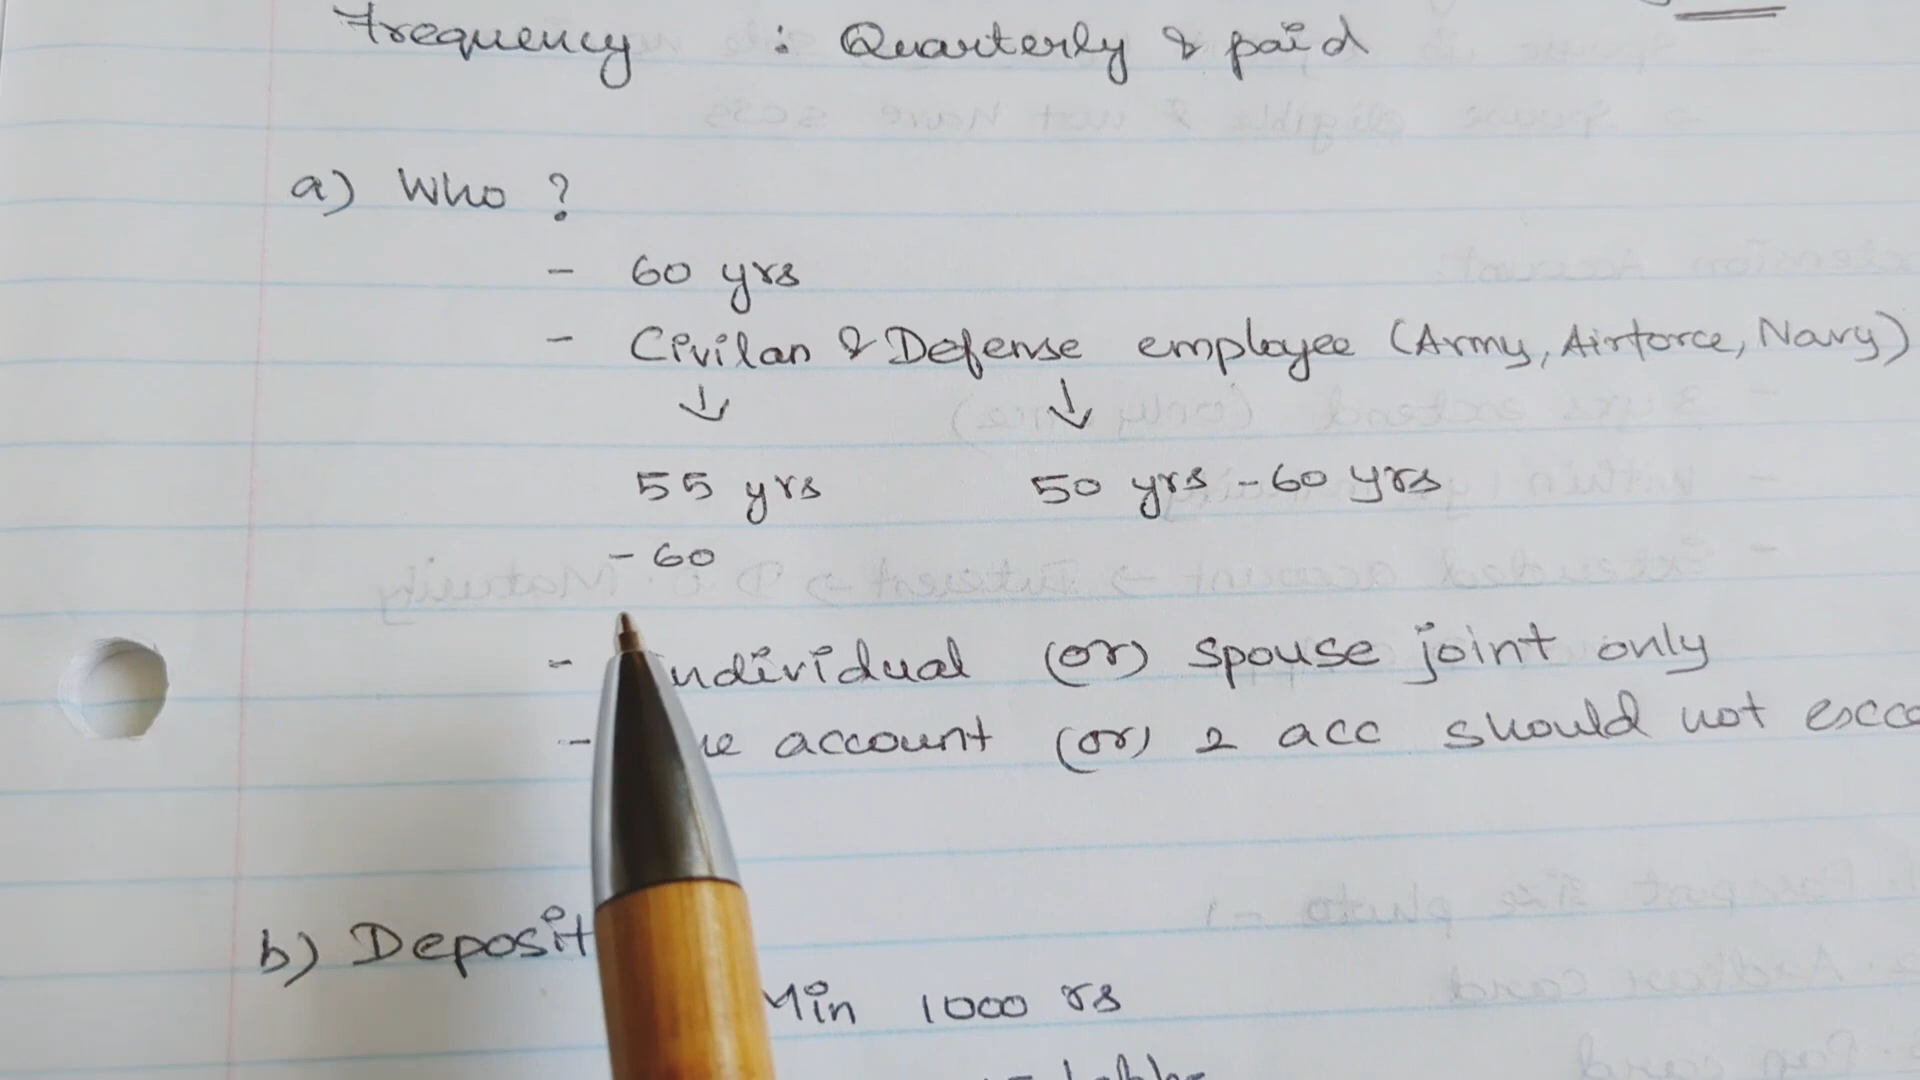 Frequency : Quarterly & paid
a) Who ?
- 60 yrs
- Civilan & Defense employee (Army, Airforce, Navy)
↓ ↓
55 yrs 50 yrs - 60 yrs
- 60
- individual (or) spouse joint only
- account (or) 2 acc should not
b) Deposit
Min 1000 rs